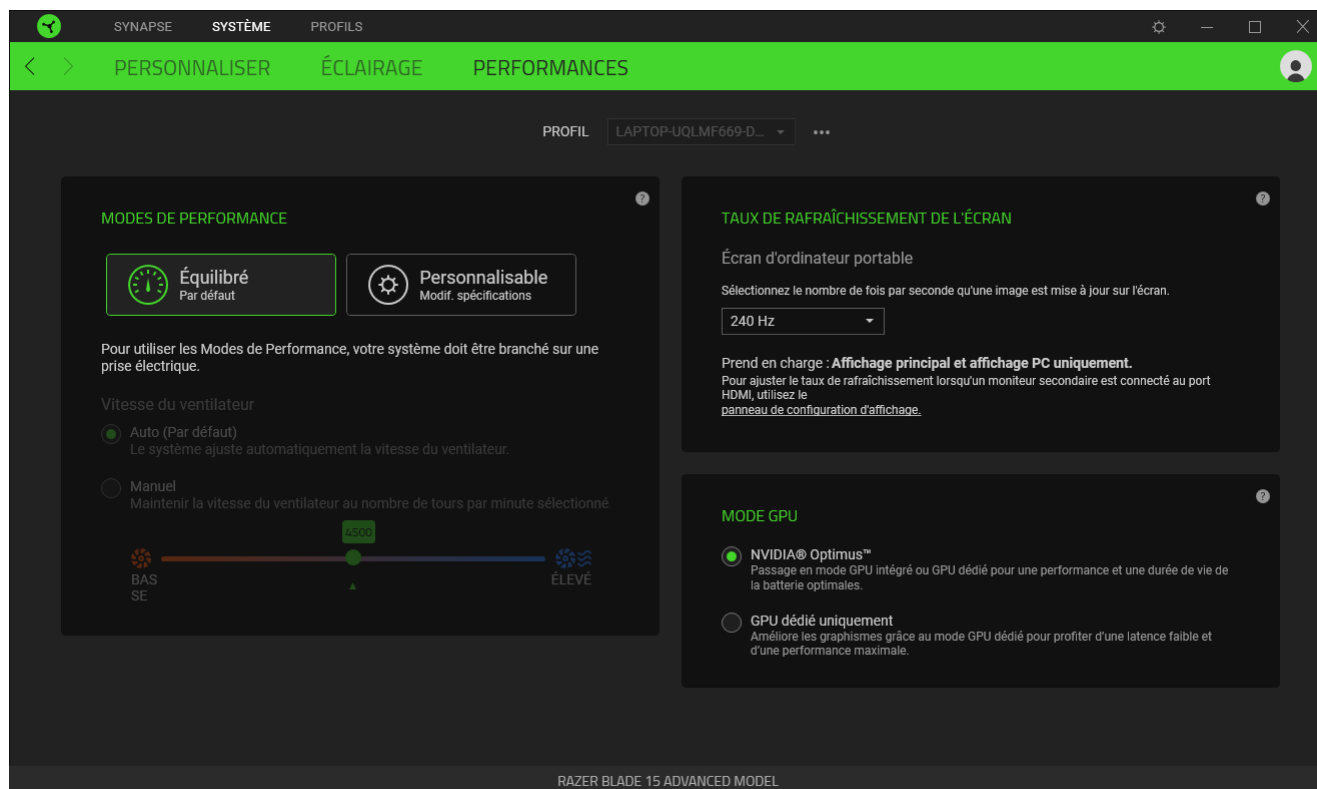 SYNAPSE SYSTÈME PROFILS
PERSONNALISER ÉCLAIRAGE PERFORMANCES
PROFIL LAPTOP-UQLMF669-D...
MODES DE PERFORMANCE
Équilibré
Par défaut
Personnalisable
Modif. spécifications
Pour utiliser les Modes de Performance, votre système doit être branché sur une
prise électrique.
Vitesse du ventilateur
Auto (Par défaut)
Le système ajuste automatiquement la vitesse du ventilateur.
Manuel
Maintenir la vitesse du ventilateur au nombre de tours par minute sélectionné.
4500
BAS
SE
ÉLEVÉ
TAUX DE RAFRAÎCHISSEMENT DE L'ÉCRAN
Écran d'ordinateur portable
Sélectionnez le nombre de fois par seconde qu'une image est mise à jour sur l'écran.
240 Hz
Prend en charge : Affichage principal et affichage PC uniquement.
Pour ajuster le taux de rafraîchissement lorsqu'un moniteur secondaire est connecté au port
HDMI, utilisez le
panneau de configuration d'affichage.
MODE GPU
NVIDIA® Optimus™
Passage en mode GPU intégré ou GPU dédié pour une performance et une durée de vie de
la batterie optimales.
GPU dédié uniquement
Améliore les graphismes grâce au mode GPU dédié pour profiter d'une latence faible et
d'une performance maximale.
RAZER BLADE 15 ADVANCED MODEL